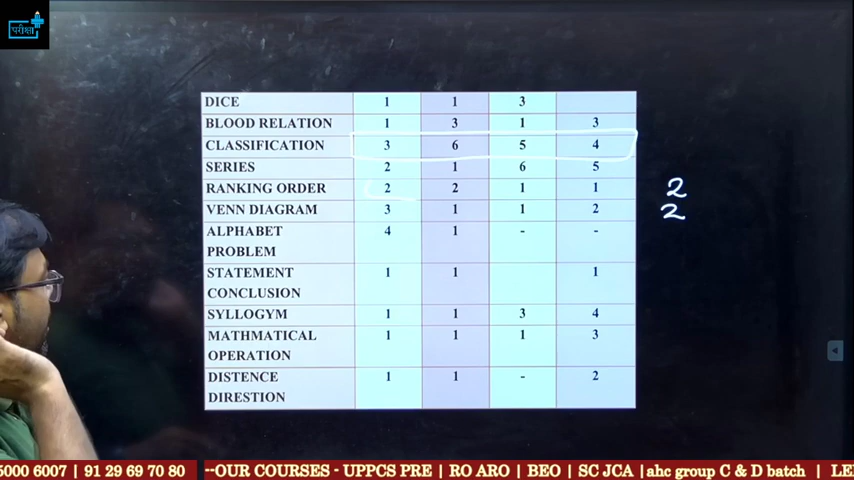 परीक्षा
DICE 1 1 3
BLOOD RELATION 1 3 1 3
CLASSIFICATION 3 6 5 4
SERIES 2 1 6 5
RANKING ORDER 2 2 1 1 2
VENN DIAGRAM 3 1 1 2 2
ALPHABET 4 1 - -
PROBLEM
STATEMENT 1 1 1
CONCLUSION
SYLLOGYM 1 1 3 4
MATHMATICAL 1 1 1 3
OPERATION
DISTENCE 1 1 - 2
DIRESTION
5000 6007 | 91 29 69 70 80 --OUR COURSES - UPPCS PRE | RO ARO | BEO | SC JCA |ahc group C & D batch |